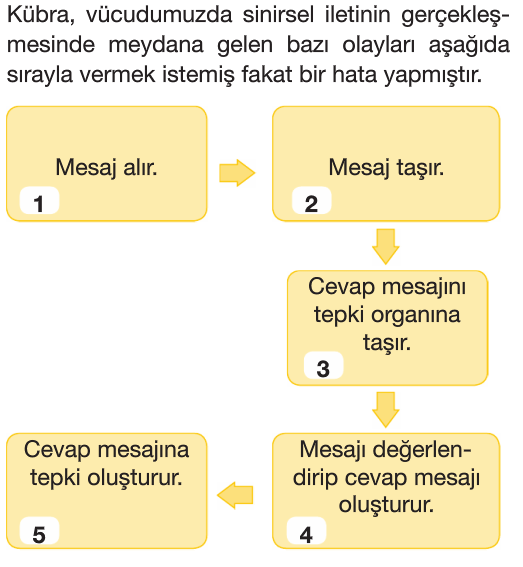 Kübra, vücudumuzda sinirsel iletinin gerçekleş-
mesinde meydana gelen bazı olayları aşağıda
sırayla vermek istemiş fakat bir hata yapmıştır.
Mesaj alır.
1
Mesaj taşır.
2
Cevap mesajını
tepki organına
taşır.
3
Mesajı değerlen-
dirip cevap mesajı
oluşturur.
4
Cevap mesajına
tepki oluşturur.
5